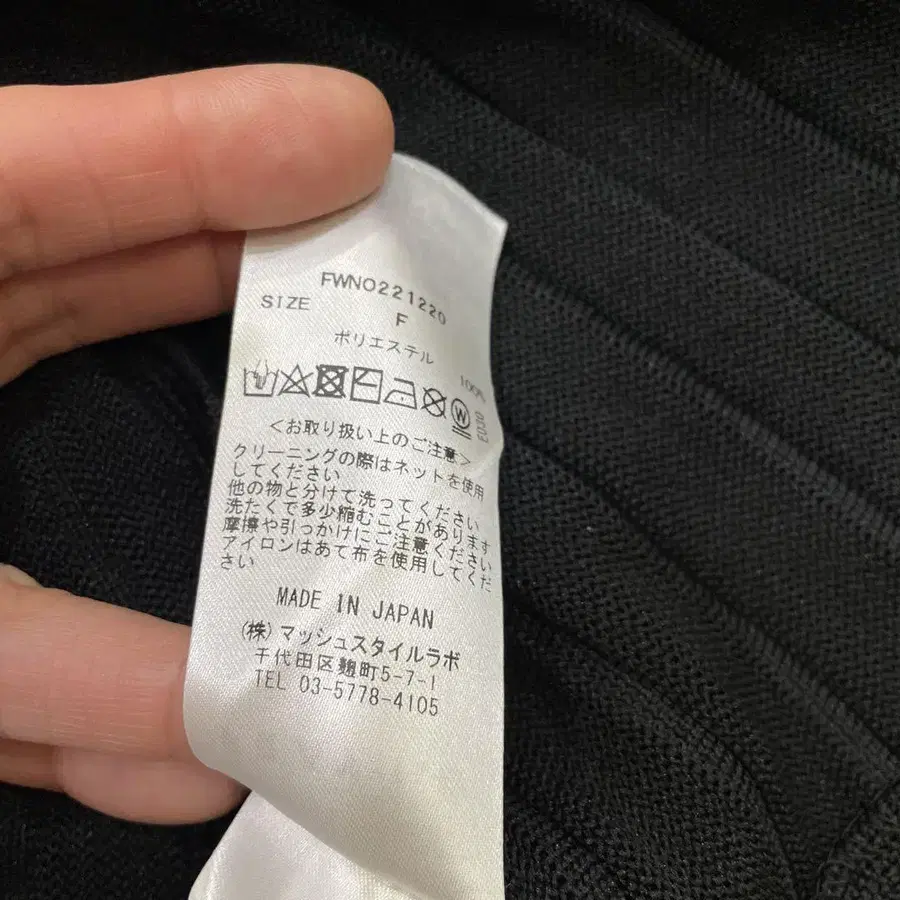 FWNO221220
SIZE F
ポリエステル 100%
W
E030
<お取り扱い上のご注意>
クリーニングの際はネットを使用
してください
他の物と分けて洗ってください
洗たくで多少縮むことがあります
摩擦や引っかけにご注意ください
アイロンはあて布を使用してくだ
さい
MADE IN JAPAN
(株)マッシュスタイルラボ
千代田区麹町5-7-1
TEL 03-5778-4105